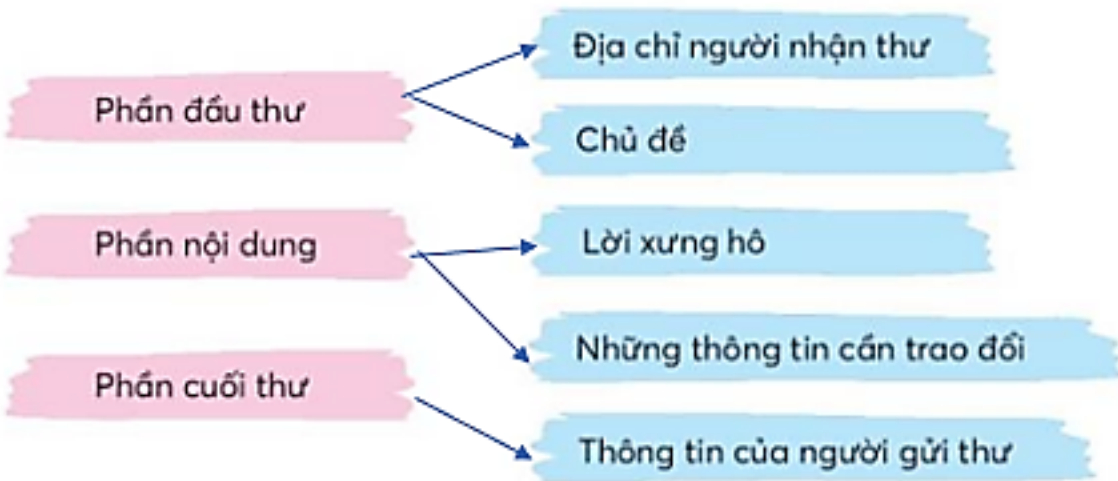 Phần đầu thư
Địa chỉ người nhận thư
Chủ đề
Phần nội dung
Lời xưng hô
Những thông tin cần trao đổi
Phần cuối thư
Thông tin của người gửi thư